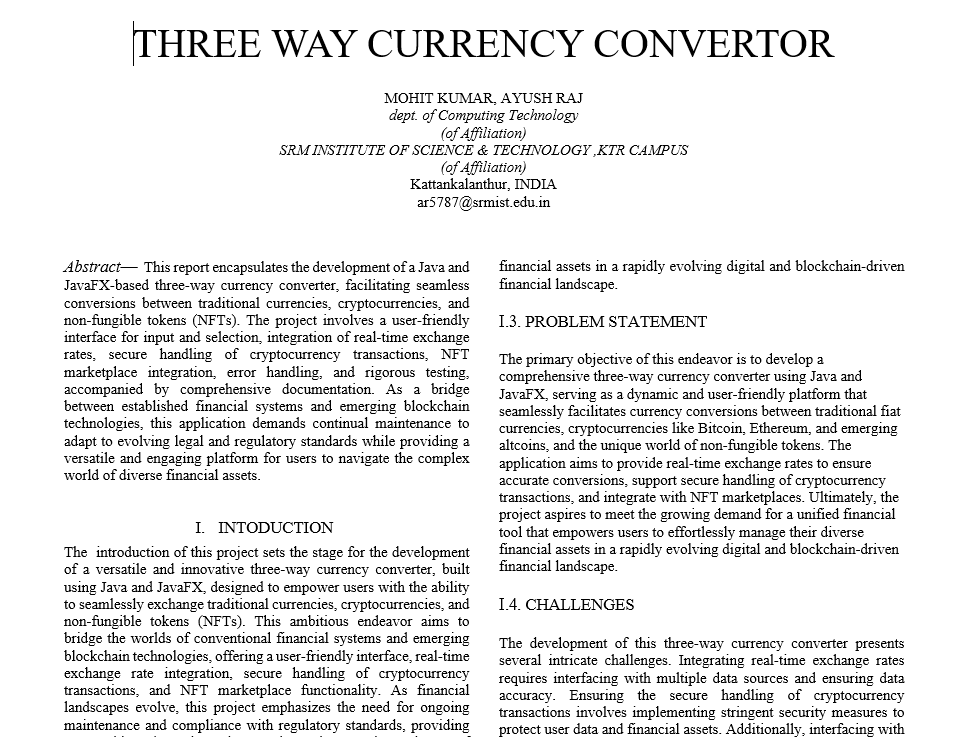 THREE WAY CURRENCY CONVERTOR
MOHIT KUMAR, AYUSH RAJ
dept. of Computing Technology
(of Affiliation)
SRM INSTITUTE OF SCIENCE & TECHNOLOGY ,KTR CAMPUS
(of Affiliation)
Kattankalanthur, INDIA
ar5787@srmist.edu.in
Abstract— This report encapsulates the development of a Java and
JavaFX-based three-way currency converter, facilitating seamless
conversions between traditional currencies, cryptocurrencies, and
non-fungible tokens (NFTs). The project involves a user-friendly
interface for input and selection, integration of real-time exchange
rates, secure handling of cryptocurrency transactions, NFT
marketplace integration, error handling, and rigorous testing,
accompanied by comprehensive documentation. As a bridge
between established financial systems and emerging blockchain
technologies, this application demands continual maintenance to
adapt to evolving legal and regulatory standards while providing a
versatile and engaging platform for users to navigate the complex
world of diverse financial assets.
I. INTODUCTION
The introduction of this project sets the stage for the development
of a versatile and innovative three-way currency converter, built
using Java and JavaFX, designed to empower users with the ability
to seamlessly exchange traditional currencies, cryptocurrencies, and
non-fungible tokens (NFTs). This ambitious endeavor aims to
bridge the worlds of conventional financial systems and emerging
blockchain technologies, offering a user-friendly interface, real-time
exchange rate integration, secure handling of cryptocurrency
transactions, and NFT marketplace functionality. As financial
landscapes evolve, this project emphasizes the need for ongoing
maintenance and compliance with regulatory standards, providing
financial assets in a rapidly evolving digital and blockchain-driven
financial landscape.
I.3. PROBLEM STATEMENT
The primary objective of this endeavor is to develop a
comprehensive three-way currency converter using Java and
JavaFX, serving as a dynamic and user-friendly platform that
seamlessly facilitates currency conversions between traditional fiat
currencies, cryptocurrencies like Bitcoin, Ethereum, and emerging
altcoins, and the unique world of non-fungible tokens. The
application aims to provide real-time exchange rates to ensure
accurate conversions, support secure handling of cryptocurrency
transactions, and integrate with NFT marketplaces. Ultimately, the
project aspires to meet the growing demand for a unified financial
tool that empowers users to effortlessly manage their diverse
financial assets in a rapidly evolving digital and blockchain-driven
financial landscape.
I.4. CHALLENGES
The development of this three-way currency converter presents
several intricate challenges. Integrating real-time exchange rates
requires interfacing with multiple data sources and ensuring data
accuracy. Ensuring the secure handling of cryptocurrency
transactions involves implementing stringent security measures to
protect user data and financial assets. Additionally, interfacing with